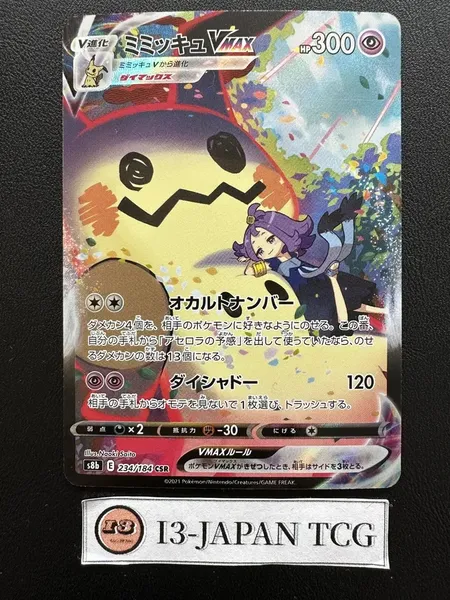 V進化
ミミッキュVMAX
HP300
ミミッキュVから進化
ダイマックス
オカルトナンバー
ダメカン4個を、相手のポケモンに好きなようにのせる。この番、
自分の手札から「アセロラの予感」を出して使っていたなら、のせ
るダメカンの数は13個になる。
ダイシャドー 120
相手の手札からオモテを見ないで1枚選び、トラッシュする。
弱点 ×2 抵抗力 -30 にげる
Illus. Naoki Saito
VMAXルール
ポケモンVMAXがきぜつしたとき、相手はサイドを3枚とる。
s8b E 234/184 CSR
©2021 Pokémon/Nintendo/Creatures/GAME FREAK
I3
I3-JAPAN TCG